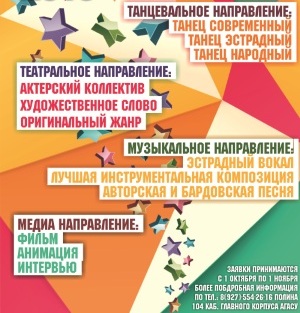 ТАНЦЕВАЛЬНОЕ НАПРАВЛЕНИЕ:
ТАНЕЦ СОВРЕМЕННЫЙ
ТАНЕЦ ЭСТРАДНЫЙ
ТАНЕЦ НАРОДНЫЙ
ТЕАТРАЛЬНОЕ НАПРАВЛЕНИЕ:
АКТЕРСКИЙ КОЛЛЕКТИВ
ХУДОЖЕСТВЕННОЕ СЛОВО
ОРИГИНАЛЬНЫЙ ЖАНР
МУЗЫКАЛЬНОЕ НАПРАВЛЕНИЕ:
ЭСТРАДНЫЙ ВОКАЛ
ЛУЧШАЯ ИНСТРУМЕНТАЛЬНАЯ КОМПОЗИЦИЯ
АВТОРСКАЯ И БАРДОВСКАЯ ПЕСНЯ
МЕДИА НАПРАВЛЕНИЕ:
ФИЛЬМ
АНИМАЦИЯ
ИНТЕРВЬЮ
ЗАЯВКИ ПРИНИМАЮТСЯ
С 1 ОКТЯБРЯ ПО 1 НОЯБРЯ
БОЛЕЕ ПОДБРОБНАЯ ИНФОРМАЦИЯ
ПО ТЕЛ.: 8(927) 554 26 16 ПОЛИНА
104 КАБ. ГЛАВНОГО КОРПУСА АГАСУ